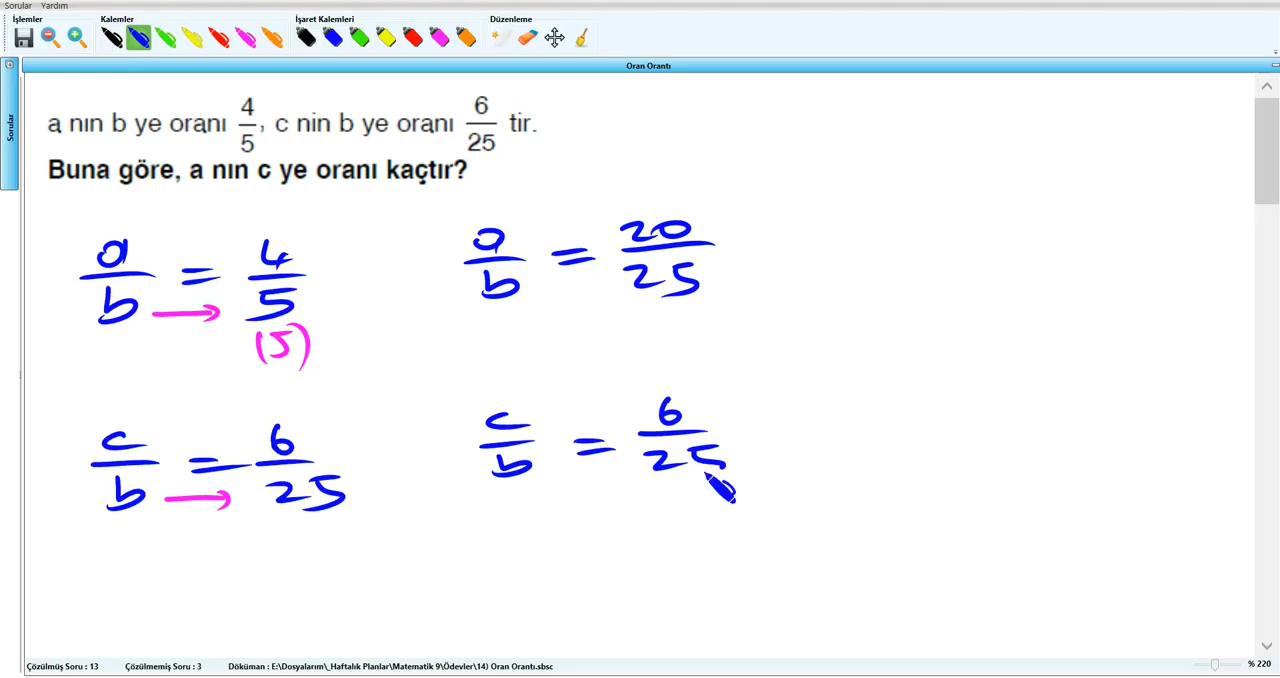 Sorular Yardım
İşlemler Kalemler İşaret Kalemleri Düzenleme
Oran Orantı
Sorular
a nın b ye oranı 4/5, c nin b ye oranı 6/25 tir.
Buna göre, a nın c ye oranı kaçtır?
a/b = 4/5
(5)
a/b = 20/25
c/b = 6/25
c/b = 6/25
Çözülmüş Soru : 13 Çözülmemiş Soru : 3 Döküman : E:\Dosyalarım\_Haftalık Planlar\Matematik 9\Ödevler\14) Oran Orantı.sbsc % 220